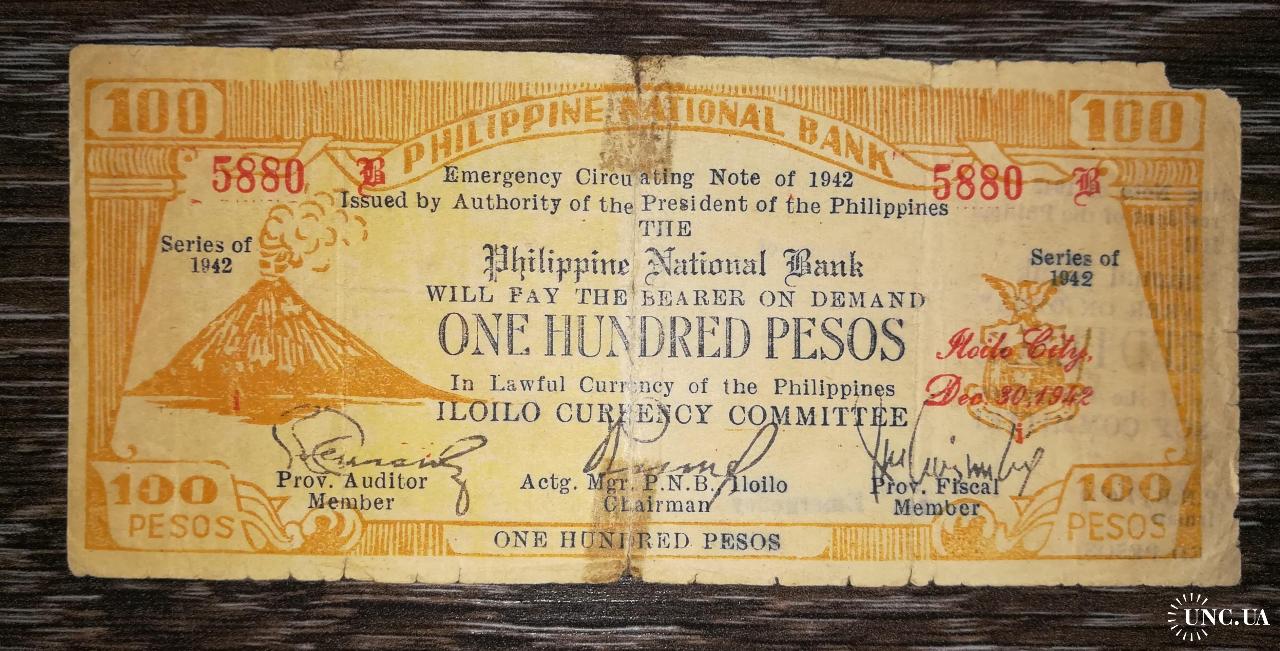 100 100
PHILIPPINE NATIONAL BANK
5880 B 5880 B
Emergency Circulating Note of 1942
Issued by Authority of the President of the Philippines
THE
Series of
1942
Series of
1942
Philippine National Bank
WILL PAY THE BEARER ON DEMAND
ONE HUNDRED PESOS
Iloilo City,
Dec. 30, 1942
In Lawful Currency of the Philippines
ILOILO CURRENCY COMMITTEE
Prov. Auditor
Member
Actg. Mgr. P.N.B. Iloilo
Chairman
Prov. Fiscal
Member
100
PESOS
100
PESOS
ONE HUNDRED PESOS
UNC.UA